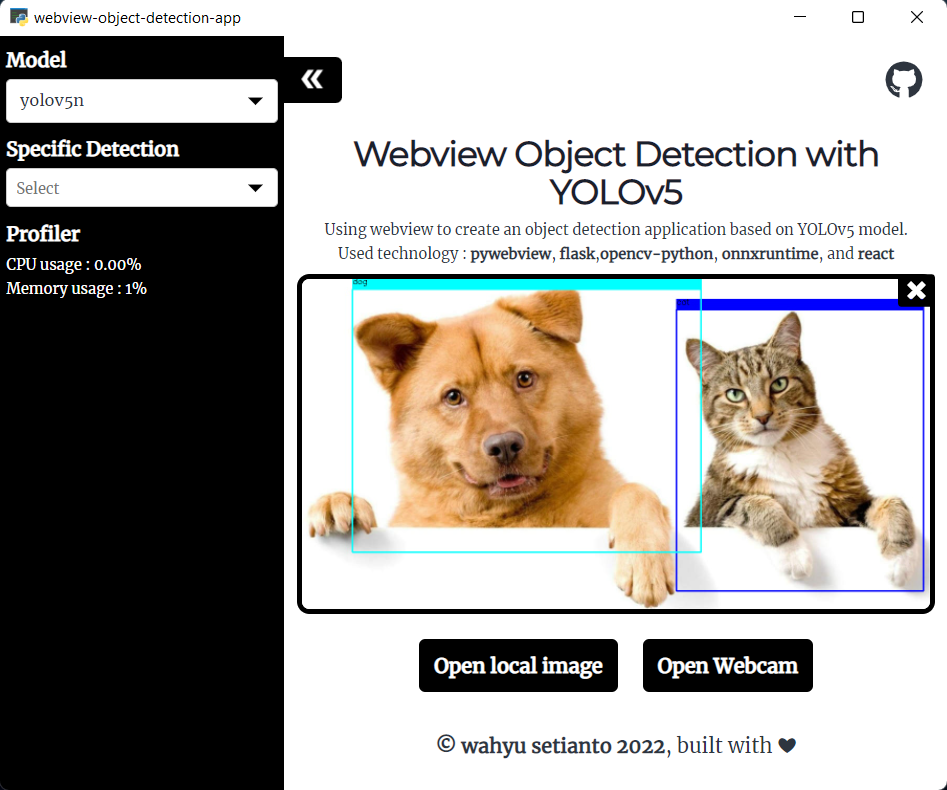 webview-object-detection-app
Model
yolov5n
Specific Detection
Select
Profiler
CPU usage : 0.00%
Memory usage : 1%
Webview Object Detection with
YOLOv5
Using webview to create an object detection application based on YOLOv5 model.
Used technology : pywebview, flask,opencv-python, onnxruntime, and react
dog
Open local image
Open Webcam
© wahyu setianto 2022, built with